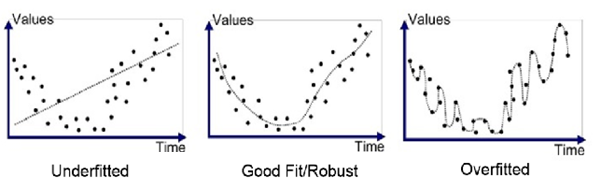 Values
Time
Underfitted
Values
Time
Good Fit/Robust
Values
Time
Overfitted